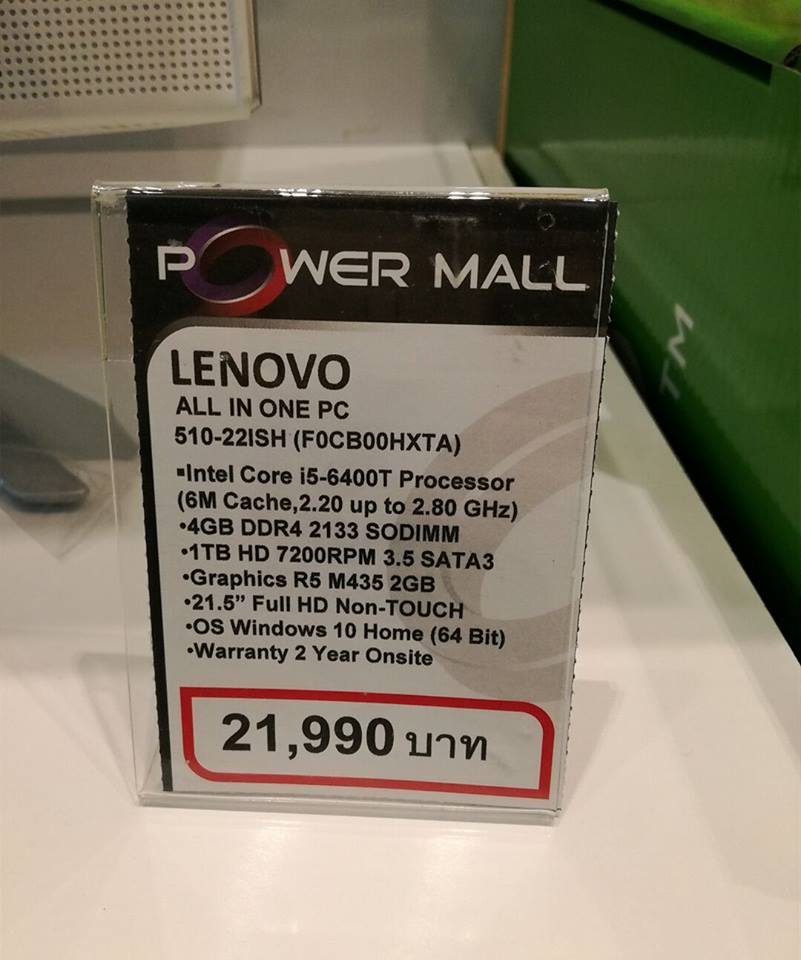 POWER MALL
LENOVO
ALL IN ONE PC
510-22ISH (F0CB00HXTA)
▪Intel Core i5-6400T Processor
(6M Cache,2.20 up to 2.80 GHz)
•4GB DDR4 2133 SODIMM
•1TB HD 7200RPM 3.5 SATA3
•Graphics R5 M435 2GB
•21.5” Full HD Non-TOUCH
•OS Windows 10 Home (64 Bit)
•Warranty 2 Year Onsite
21,990 บาท
TM